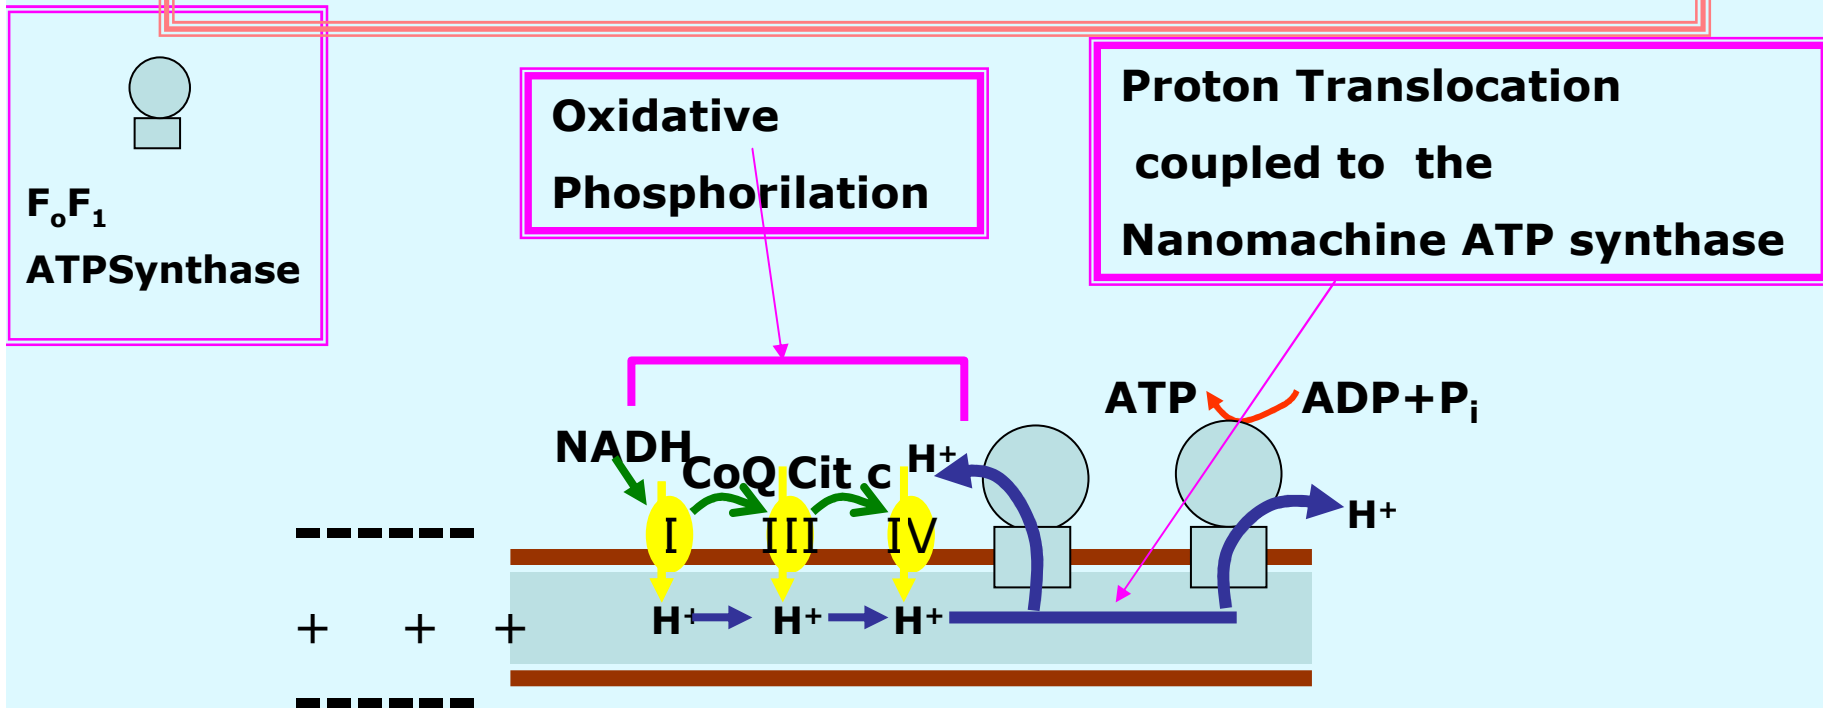 FoF1
ATPSynthase
Oxidative
Phosphorilation
Proton Translocation
coupled to the
Nanomachine ATP synthase
ATP
ADP+Pi
NADH
CoQ
Cit c
H+
I
III
IV
H+
H+
H+
H+
+ + +